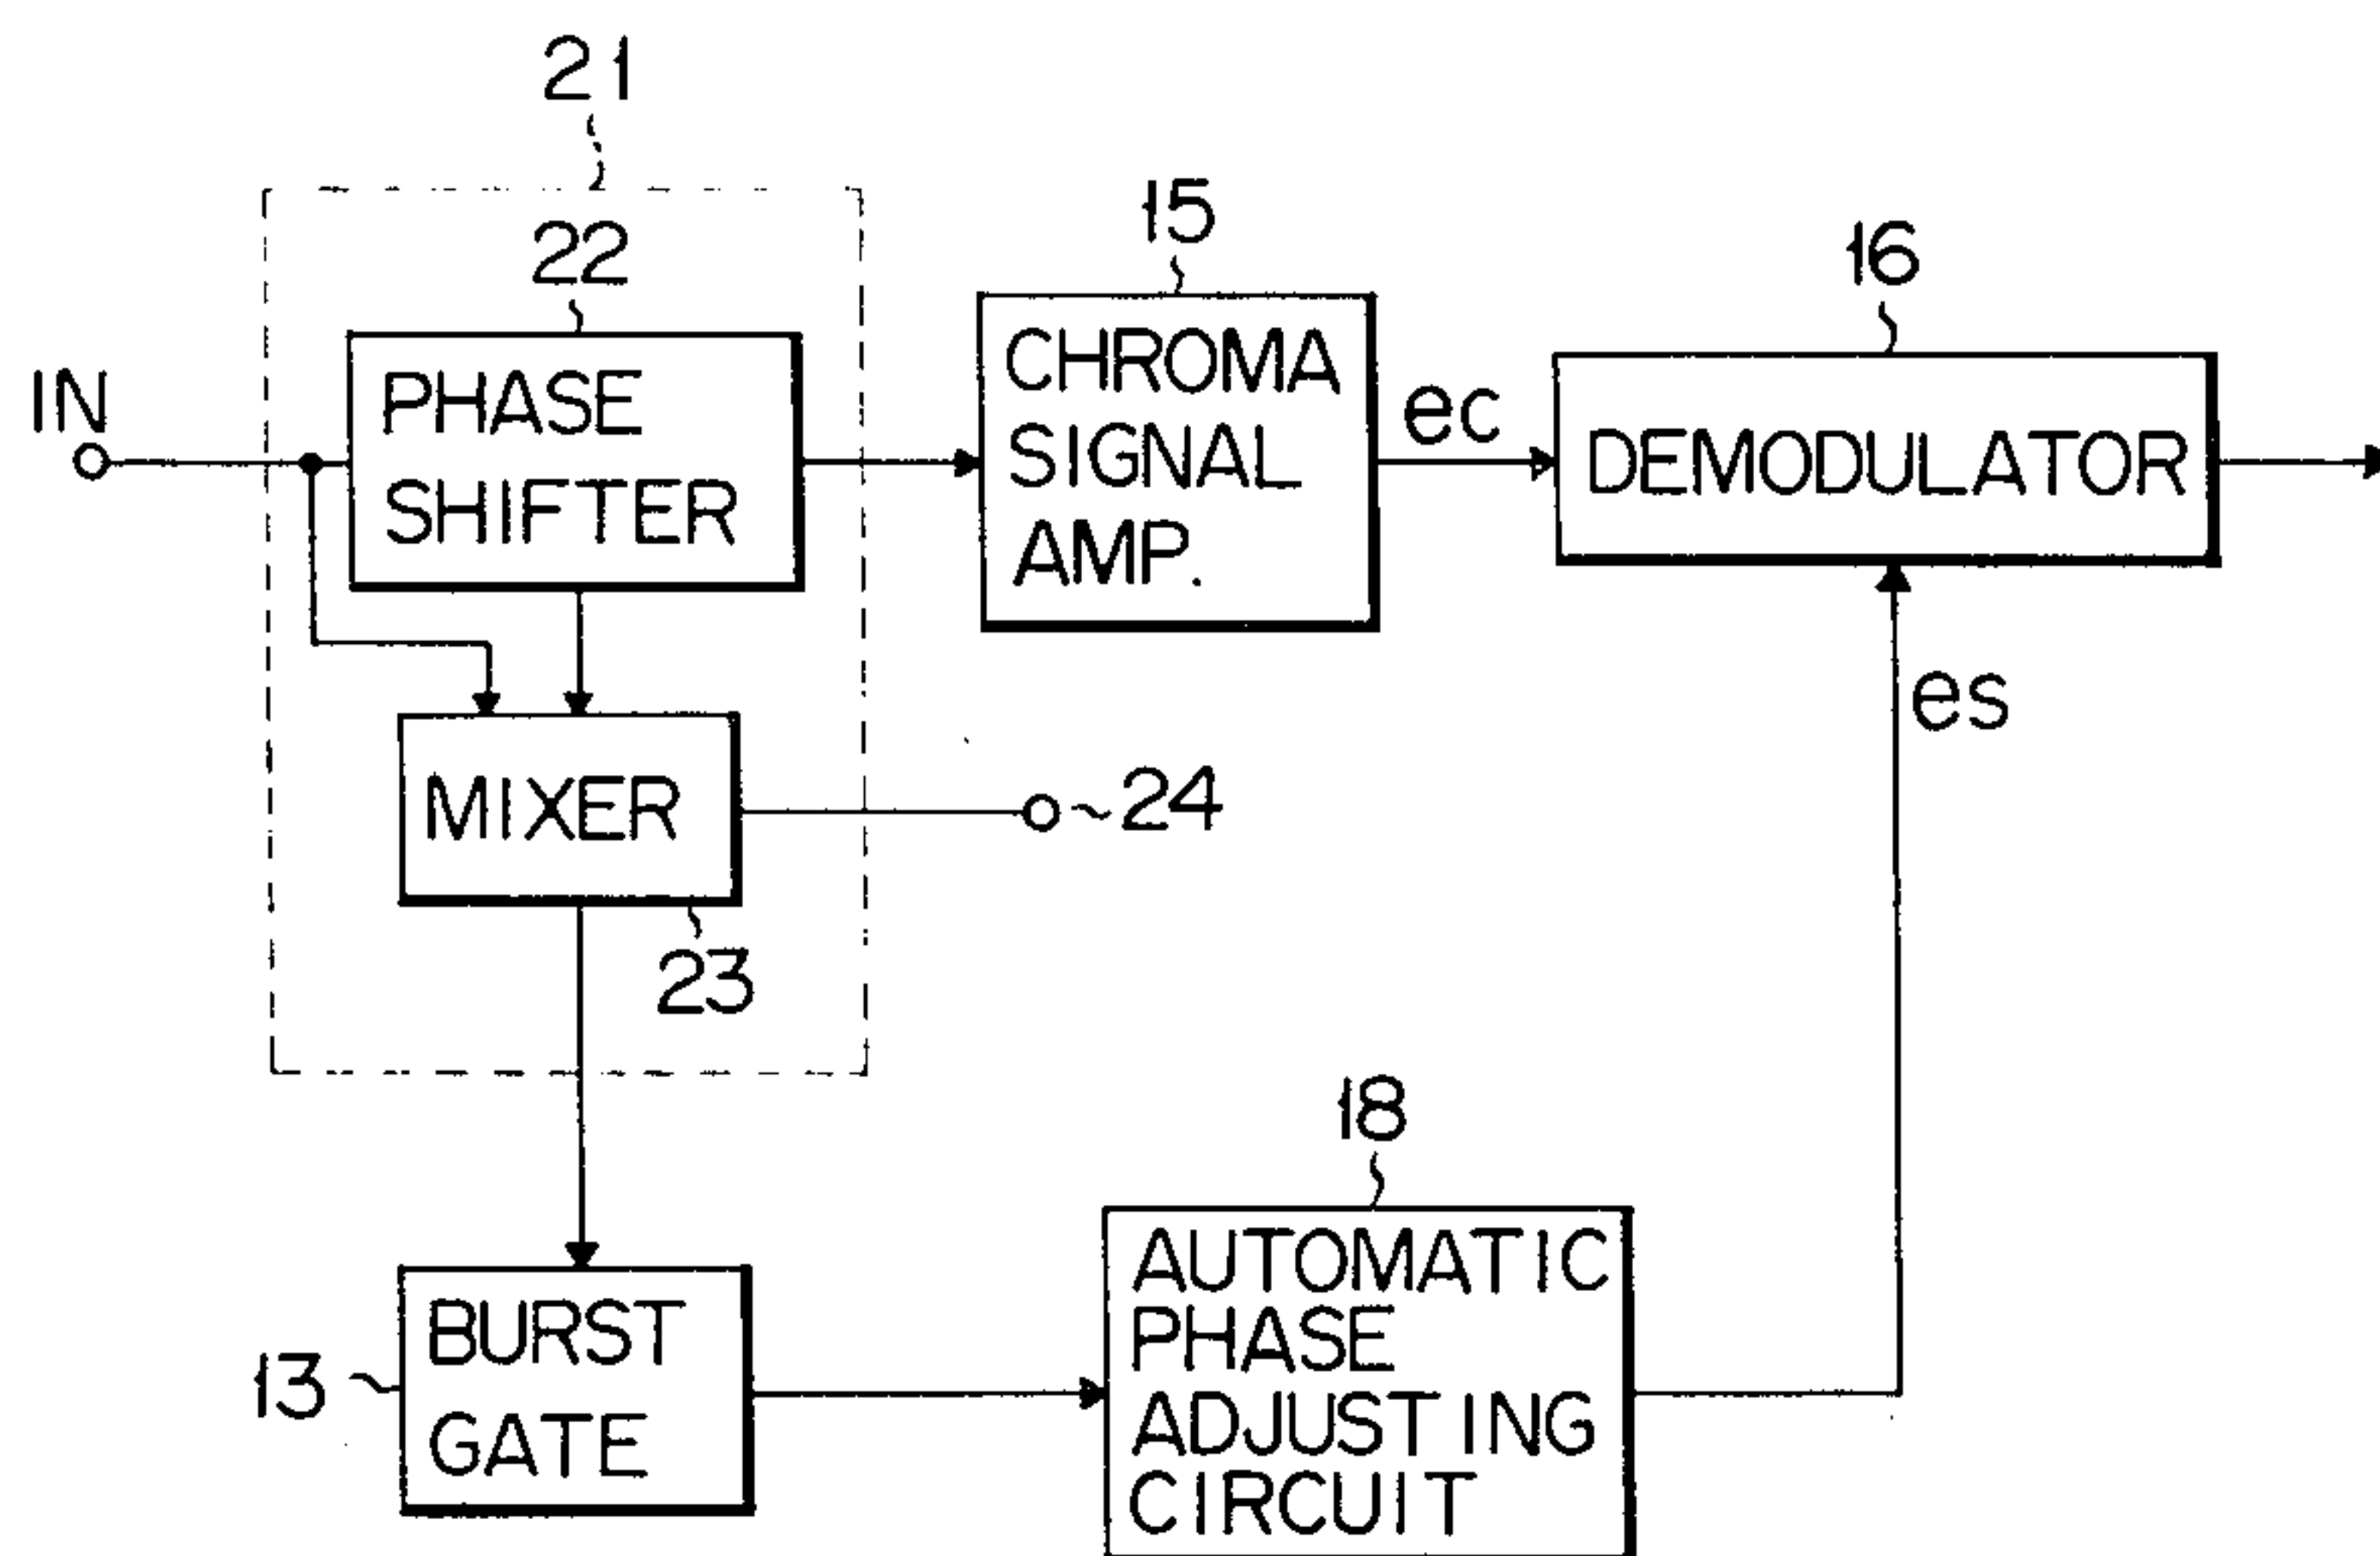 21
22
IN
PHASE
SHIFTER
15
CHROMA
SIGNAL
AMP.
ec
16
DEMODULATOR
es
MIXER
24
23
13
BURST
GATE
18
AUTOMATIC
PHASE
ADJUSTING
CIRCUIT